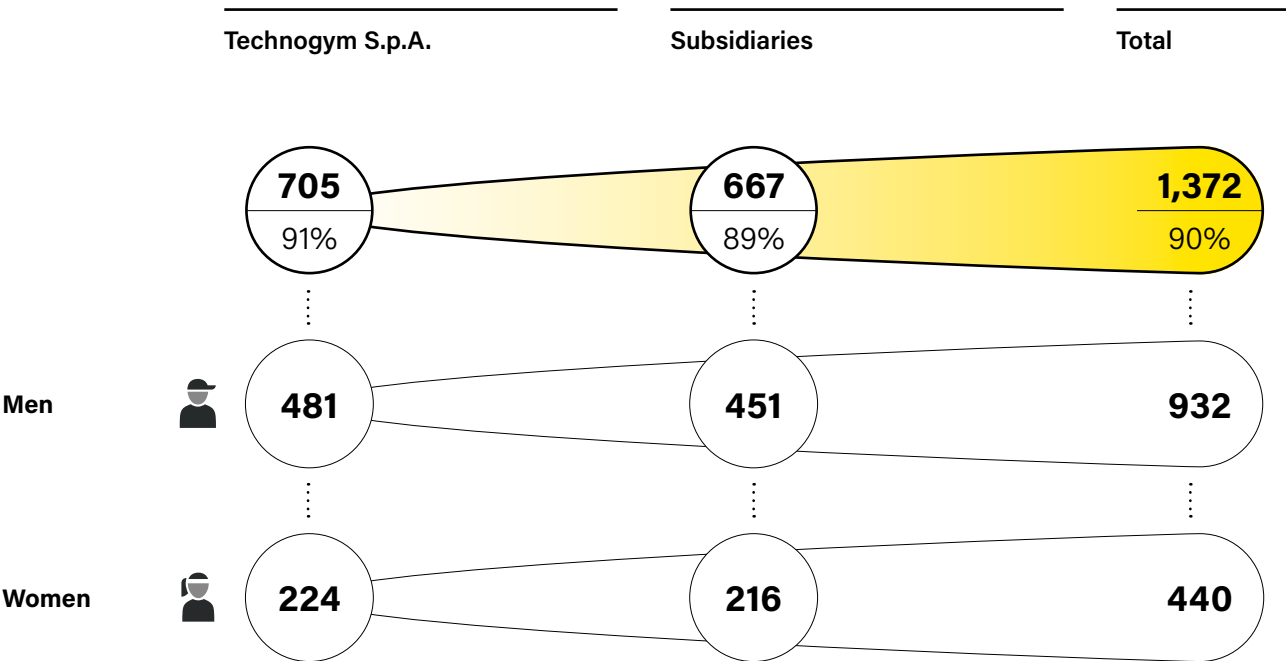 Technogym S.p.A. Subsidiaries Total
705 667 1,372
91% 89% 90%
Men 481 451 932
Women 224 216 440